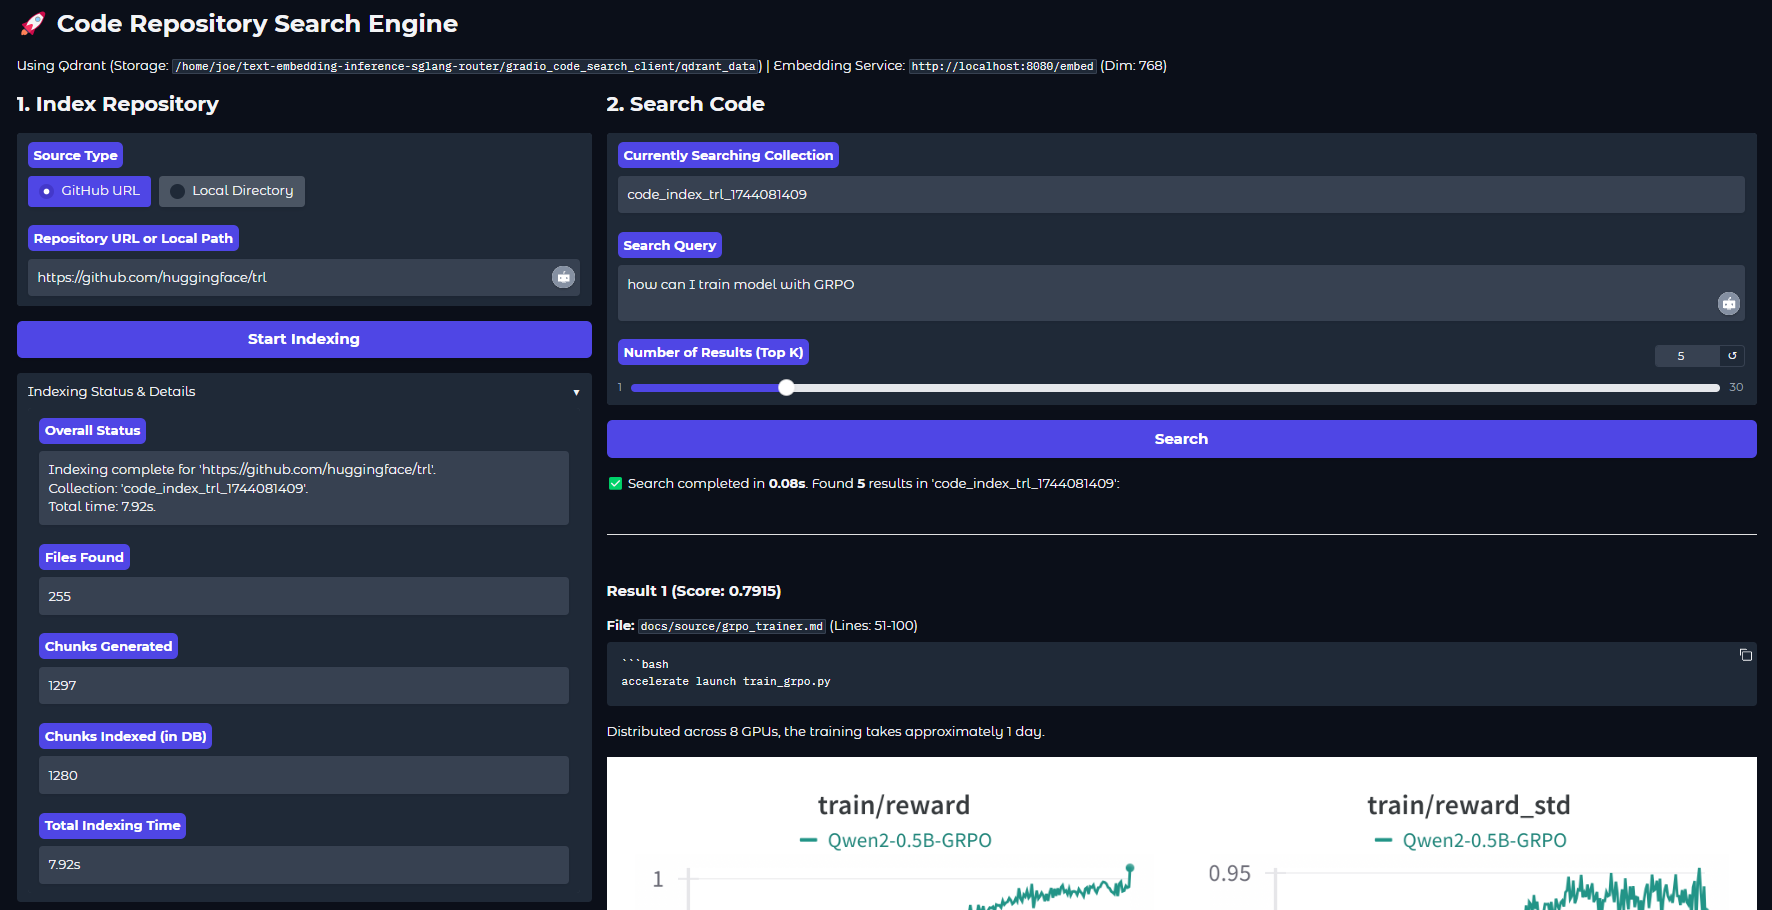 🚀 Code Repository Search Engine
Using Qdrant (Storage: /home/joe/text-embedding-inference-sglang-router/gradio_code_search_client/qdrant_data) | Embedding Service: http://localhost:8080/embed (Dim: 768)
1. Index Repository
Source Type
GitHub URL
Local Directory
Repository URL or Local Path
https://github.com/huggingface/trl
Start Indexing
Indexing Status & Details
Overall Status
Indexing complete for 'https://github.com/huggingface/trl'.
Collection: 'code_index_trl_1744081409'.
Total time: 7.92s.
Files Found
255
Chunks Generated
1297
Chunks Indexed (in DB)
1280
Total Indexing Time
7.92s
2. Search Code
Currently Searching Collection
code_index_trl_1744081409
Search Query
how can I train model with GRPO
Number of Results (Top K)
5
1
30
Search
✅ Search completed in 0.08s. Found 5 results in 'code_index_trl_1744081409':
Result 1 (Score: 0.7915)
File: docs/source/grpo_trainer.md (Lines: 51-100)
```bash
accelerate launch train_grpo.py
Distributed across 8 GPUs, the training takes approximately 1 day.
train/reward
Qwen2-0.5B-GRPO
1
train/reward_std
Qwen2-0.5B-GRPO
0.95